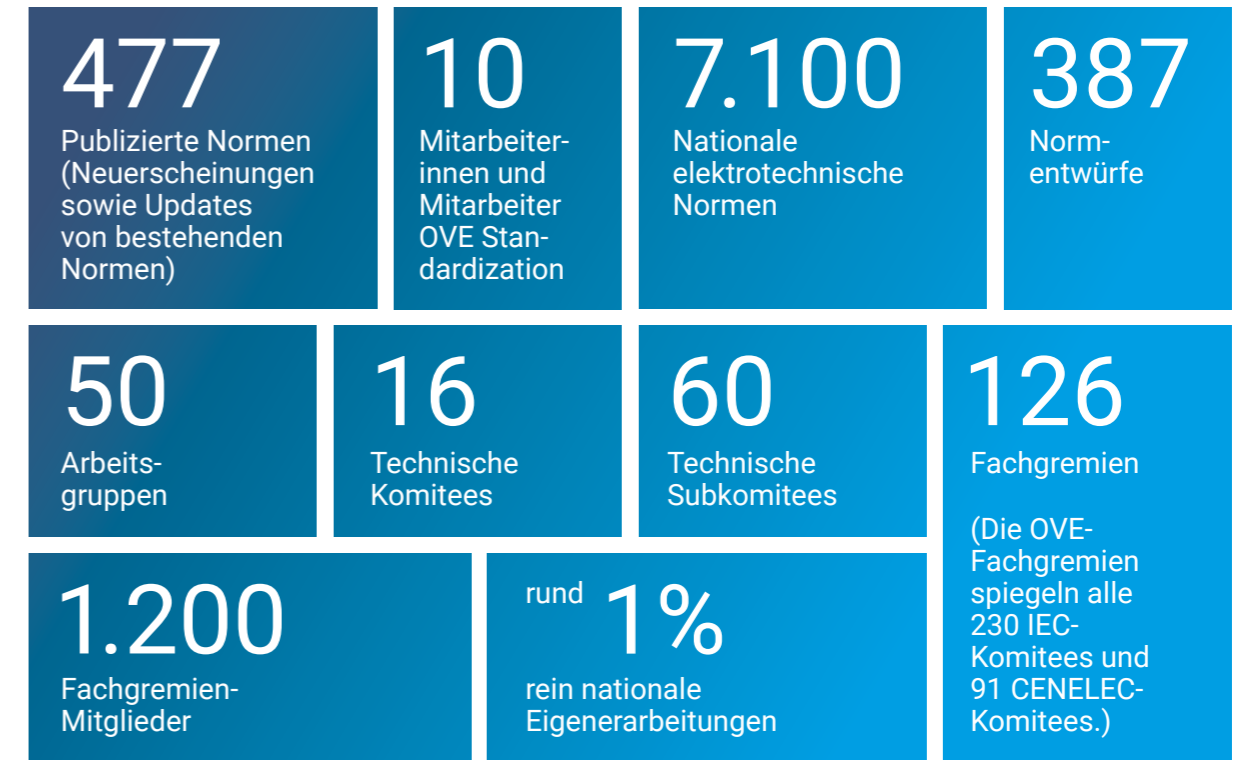 477
Publizierte Normen
(Neuerscheinungen
sowie Updates
von bestehenden
Normen)
10
Mitarbeiter-
innen und
Mitarbeiter
OVE Stan-
dardization
7.100
Nationale
elektrotechnische
Normen
387
Norm-
entwürfe
50
Arbeits-
gruppen
16
Technische
Komitees
60
Technische
Subkomitees
126
Fachgremien
(Die OVE-
Fachgremien
spiegeln alle
230 IEC-
Komitees und
91 CENELEC-
Komitees.)
1.200
Fachgremien-
Mitglieder
rund 1%
rein nationale
Eigenerarbeitungen